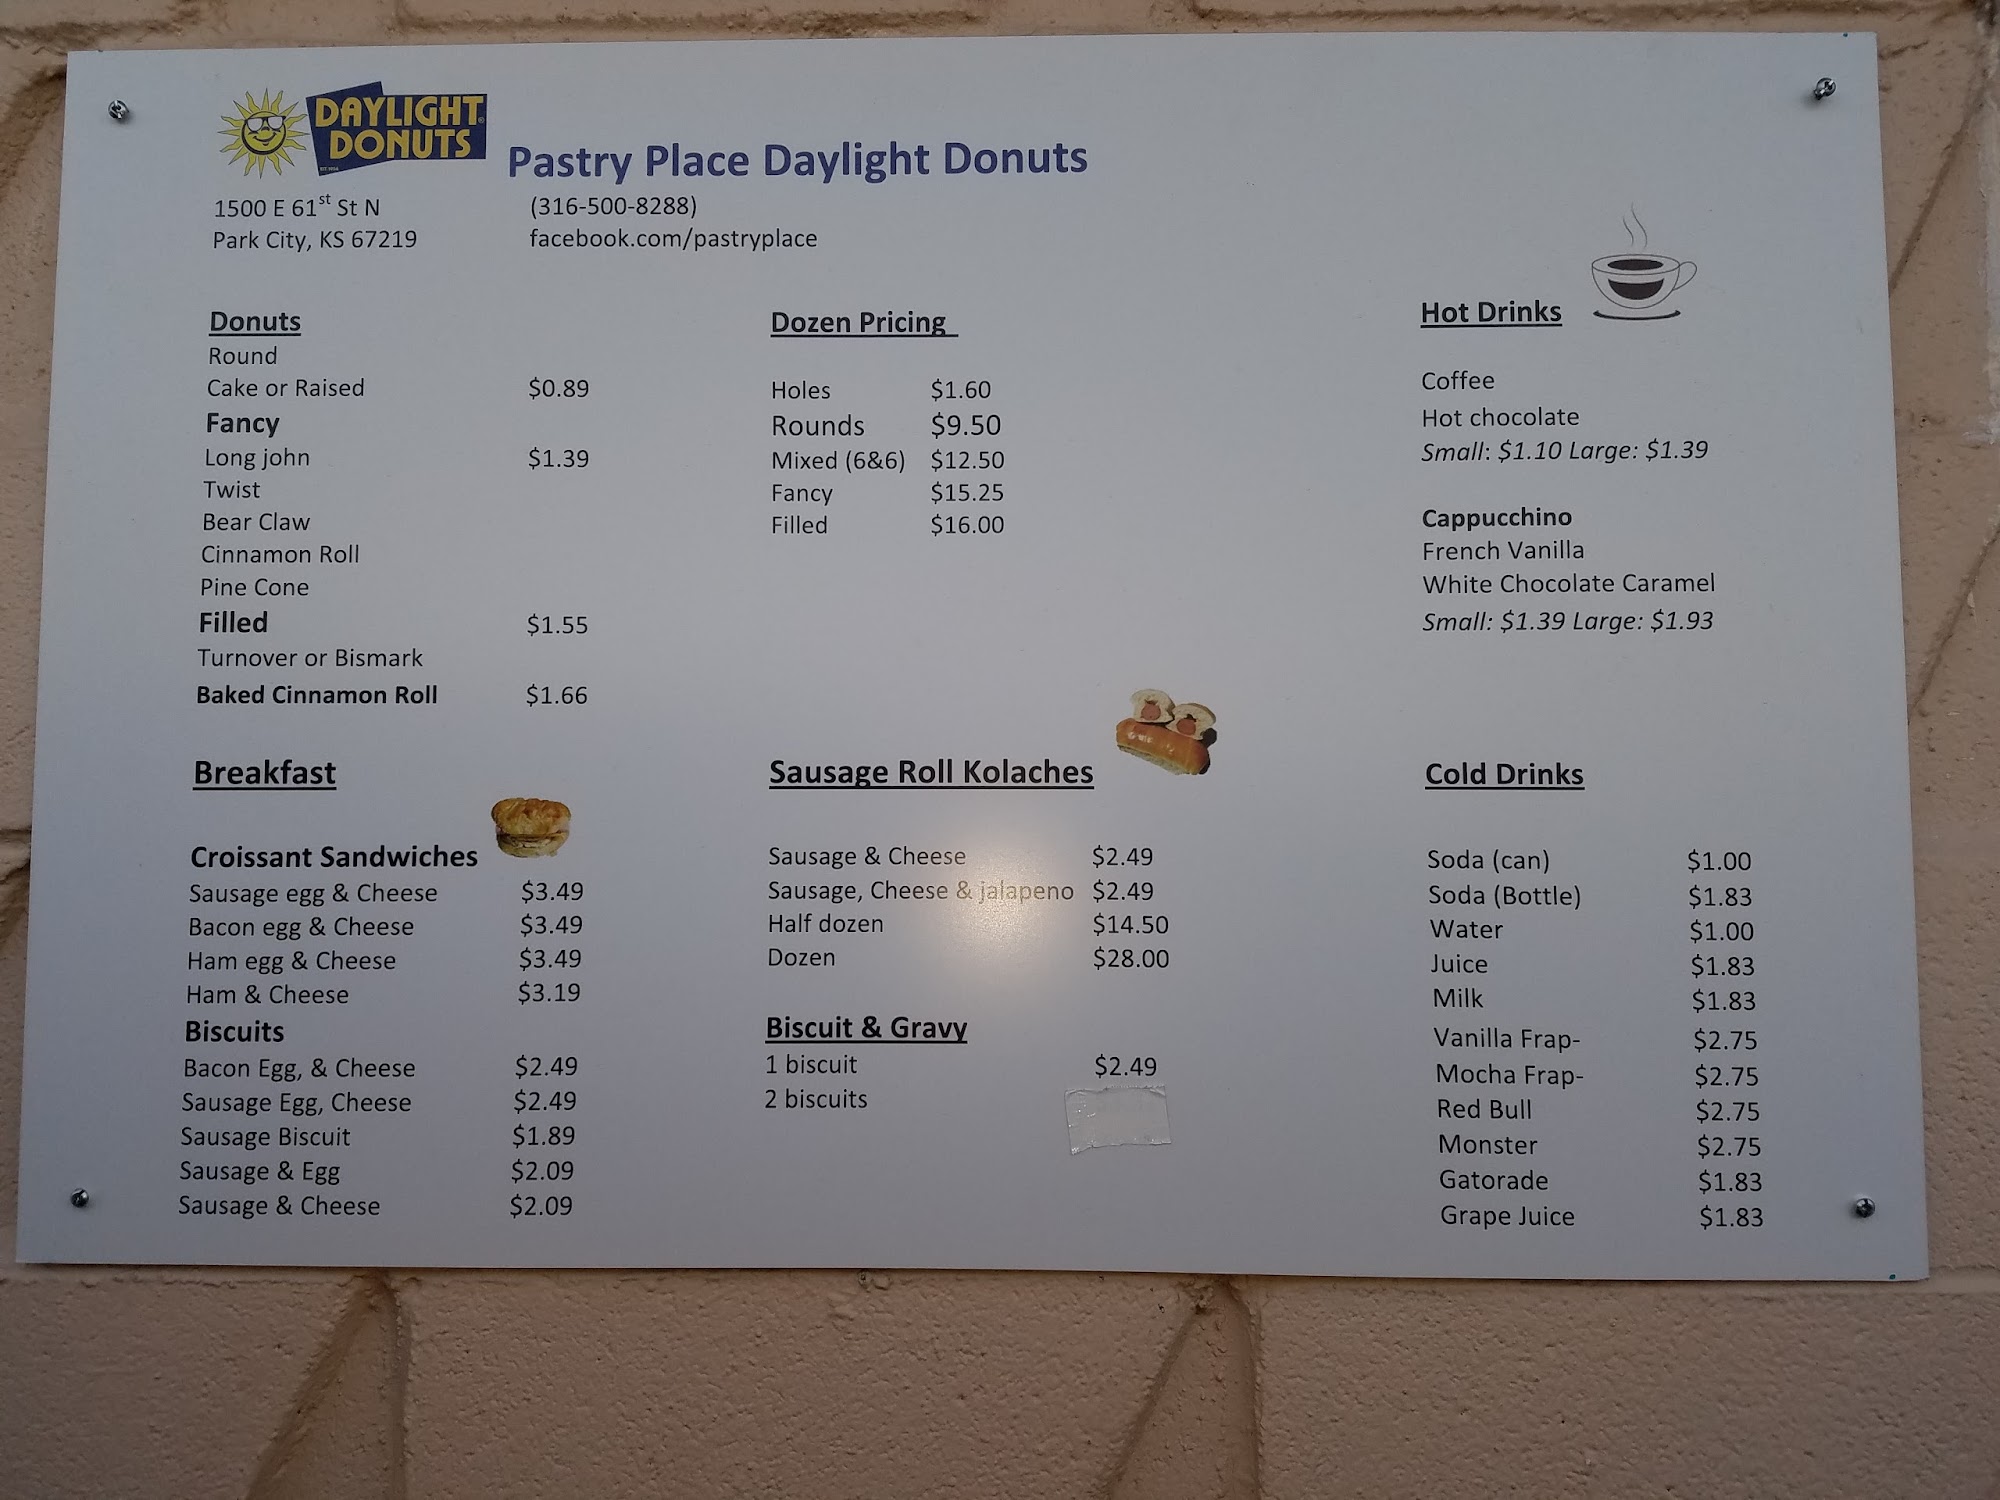 DAYLIGHT
DONUTS
Pastry Place Daylight Donuts
1500 E 61st St N
Park City, KS 67219
(316-500-8288)
facebook.com/pastryplace
Donuts
Round
Cake or Raised $0.89
Fancy
Long john $1.39
Twist
Bear Claw
Cinnamon Roll
Pine Cone
Filled $1.55
Turnover or Bismark
Baked Cinnamon Roll $1.66
Dozen Pricing
Holes $1.60
Rounds $9.50
Mixed (6&6) $12.50
Fancy $15.25
Filled $16.00
Hot Drinks
Coffee
Hot chocolate
Small: $1.10 Large: $1.39
Cappucchino
French Vanilla
White Chocolate Caramel
Small: $1.39 Large: $1.93
Breakfast
Croissant Sandwiches
Sausage egg & Cheese $3.49
Bacon egg & Cheese $3.49
Ham egg & Cheese $3.49
Ham & Cheese $3.19
Biscuits
Bacon Egg, & Cheese $2.49
Sausage Egg, Cheese $2.49
Sausage Biscuit $1.89
Sausage & Egg $2.09
Sausage & Cheese $2.09
Sausage Roll Kolaches
Sausage & Cheese $2.49
Sausage, Cheese & jalapeno $2.49
Half dozen $14.50
Dozen $28.00
Biscuit & Gravy
1 biscuit $2.49
2 biscuits
Cold Drinks
Soda (can) $1.00
Soda (Bottle) $1.83
Water $1.00
Juice $1.83
Milk $1.83
Vanilla Frap- $2.75
Mocha Frap- $2.75
Red Bull $2.75
Monster $2.75
Gatorade $1.83
Grape Juice $1.83